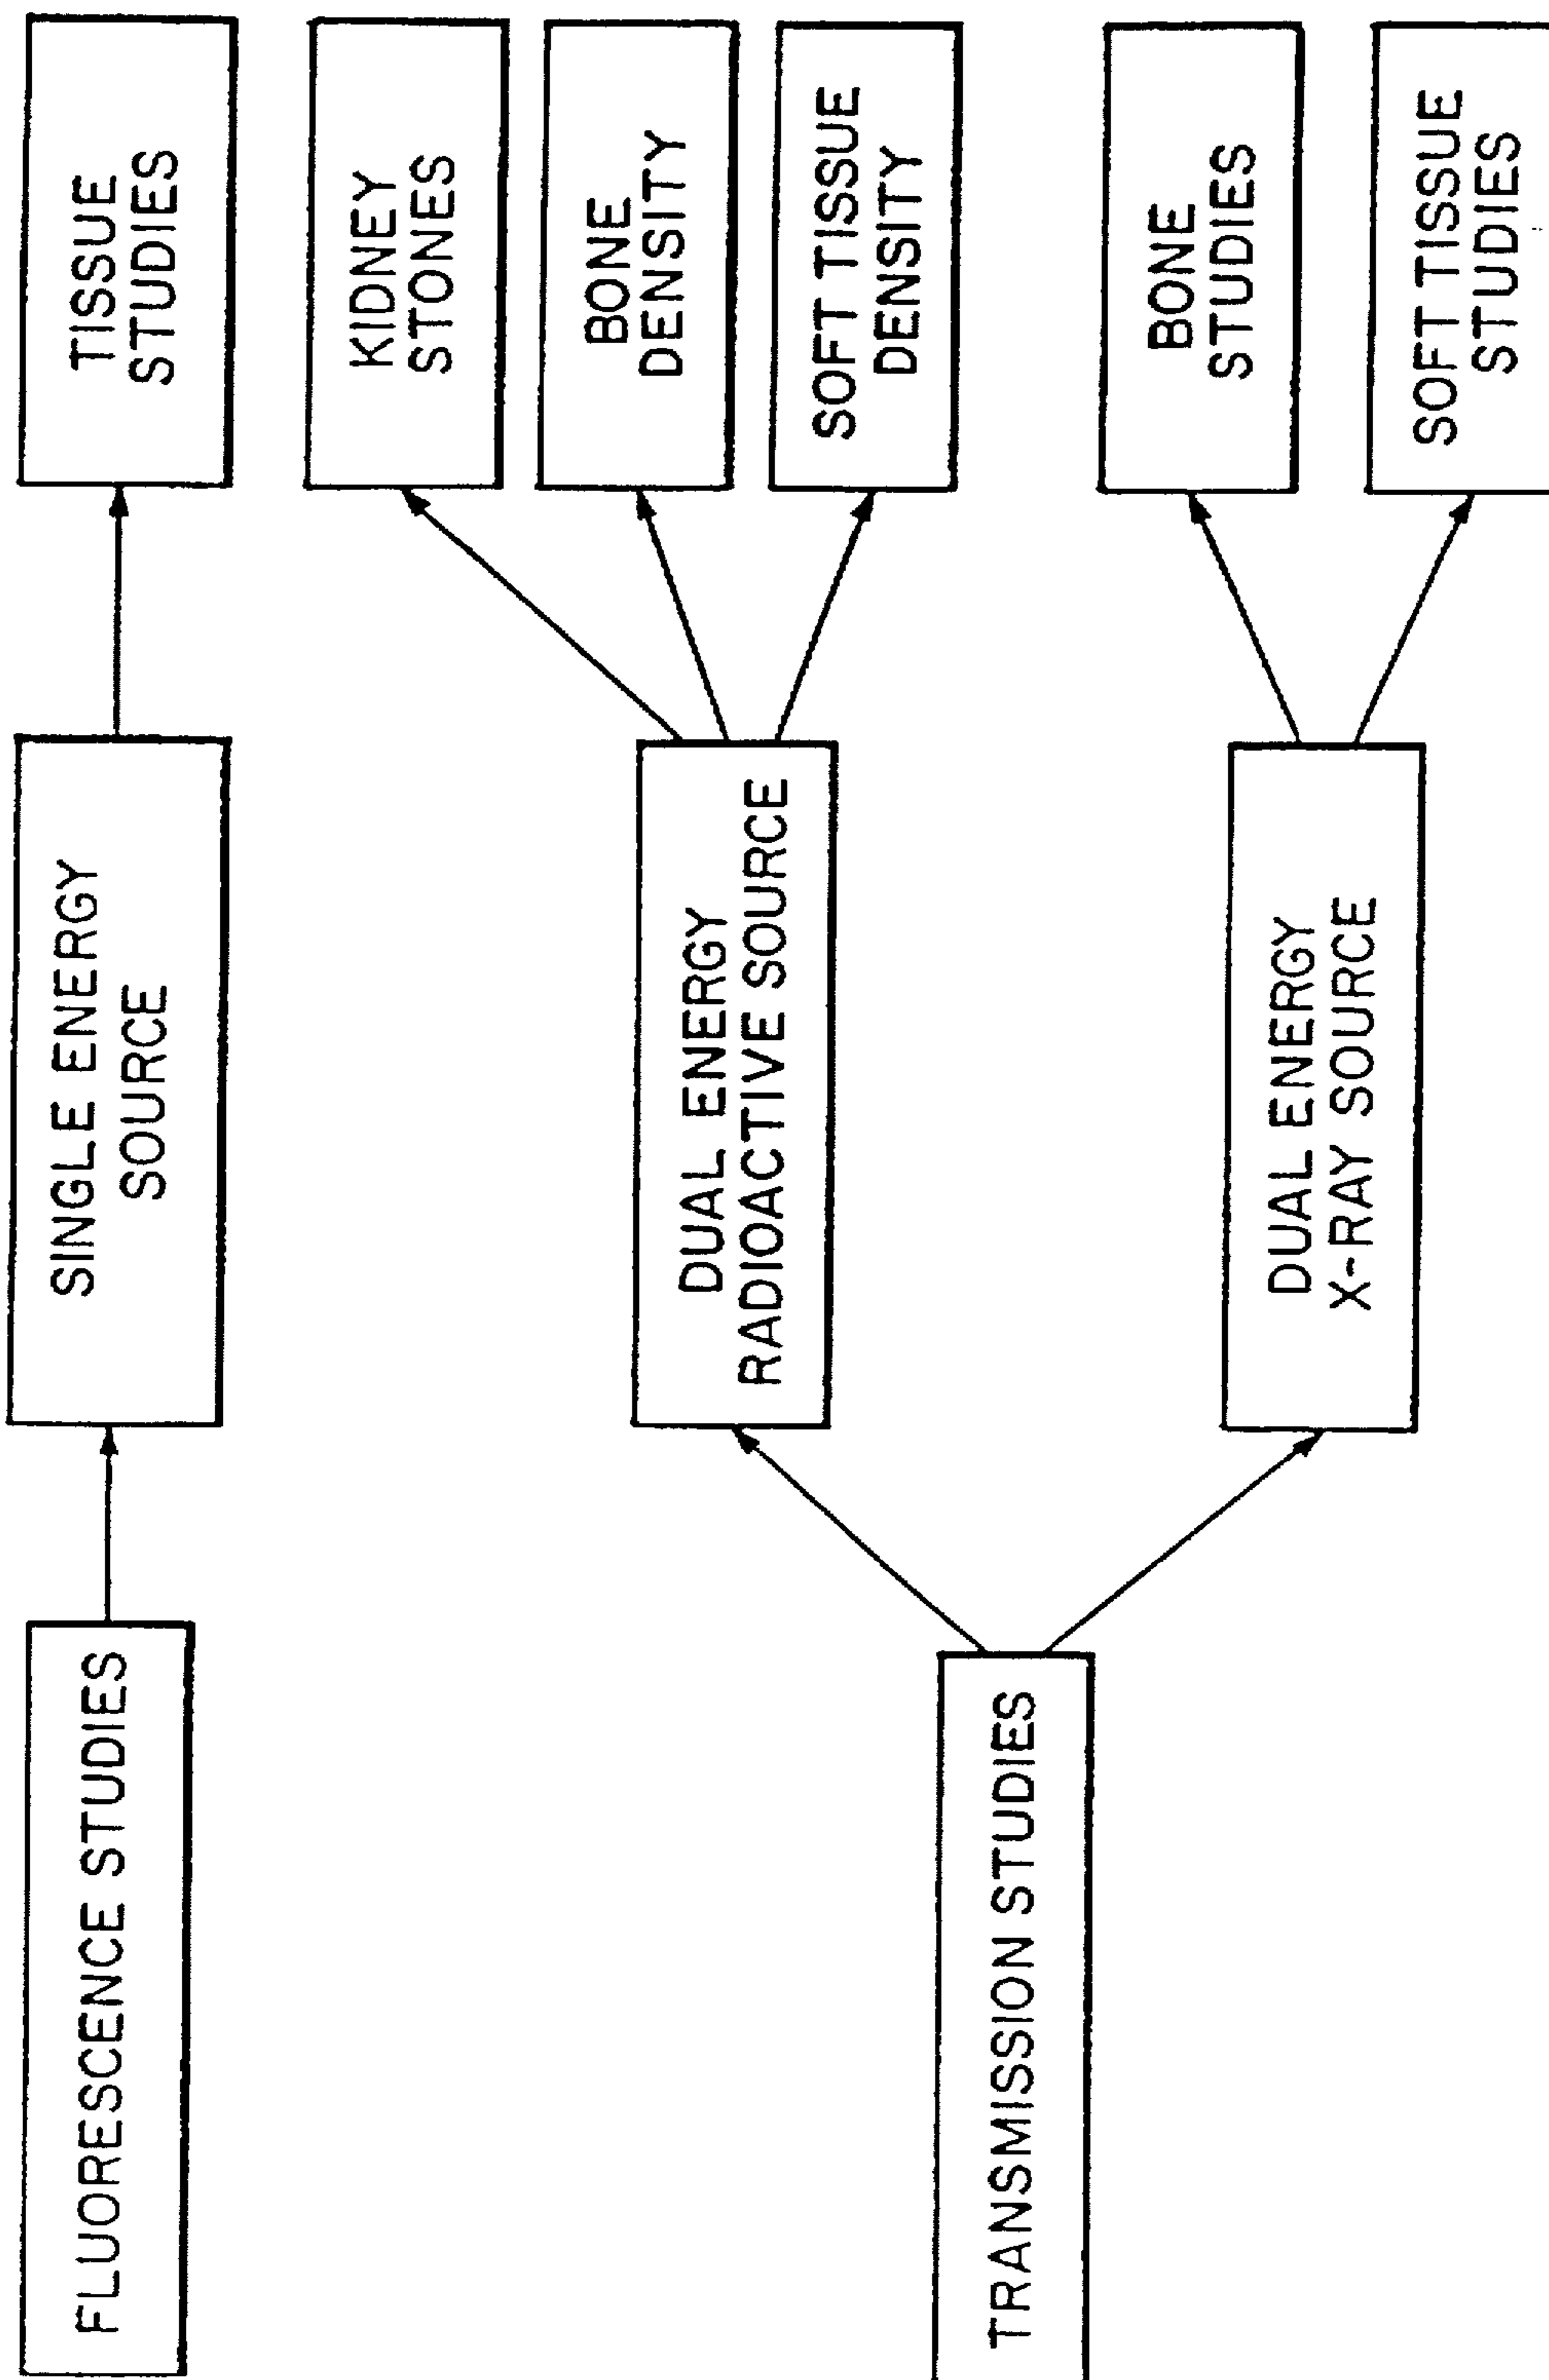 FLUORESCENCE STUDIES
SINGLE ENERGY
SOURCE
TISSUE
STUDIES
TRANSMISSION STUDIES
DUAL ENERGY
RADIOACTIVE SOURCE
KIDNEY
STONES
BONE
DENSITY
SOFT TISSUE
DENSITY
DUAL ENERGY
X-RAY SOURCE
BONE
STUDIES
SOFT TISSUE
STUDIES